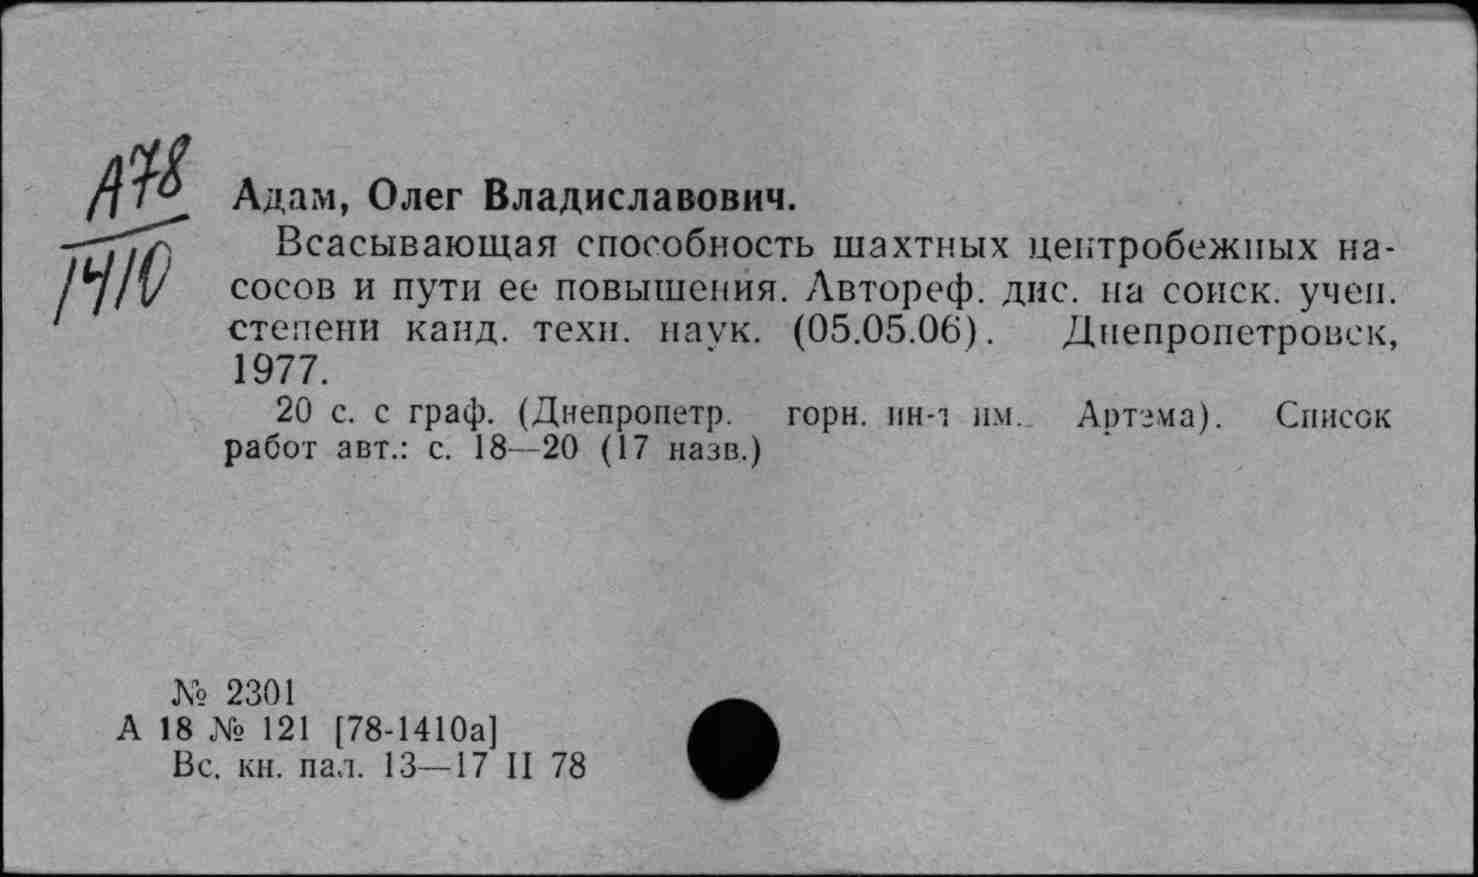 А78
1410
Адам, Олег Владиславович.
Всасывающая способность шахтных центробежных на-
сосов и пути ее повышения. Автореф. дис. на соиск. учен.
степени канд. техн. наук. (05.05.06). Днепропетровск,
1977.
20 с. с граф. (Днепропетр. горн. ин-т им. Артема). Список
работ авт.: с. 18—20 (17 назв.)
№ 2301
А 18 № 121 [78-1410а]
Вс. кн. пал. 13—17 II 78